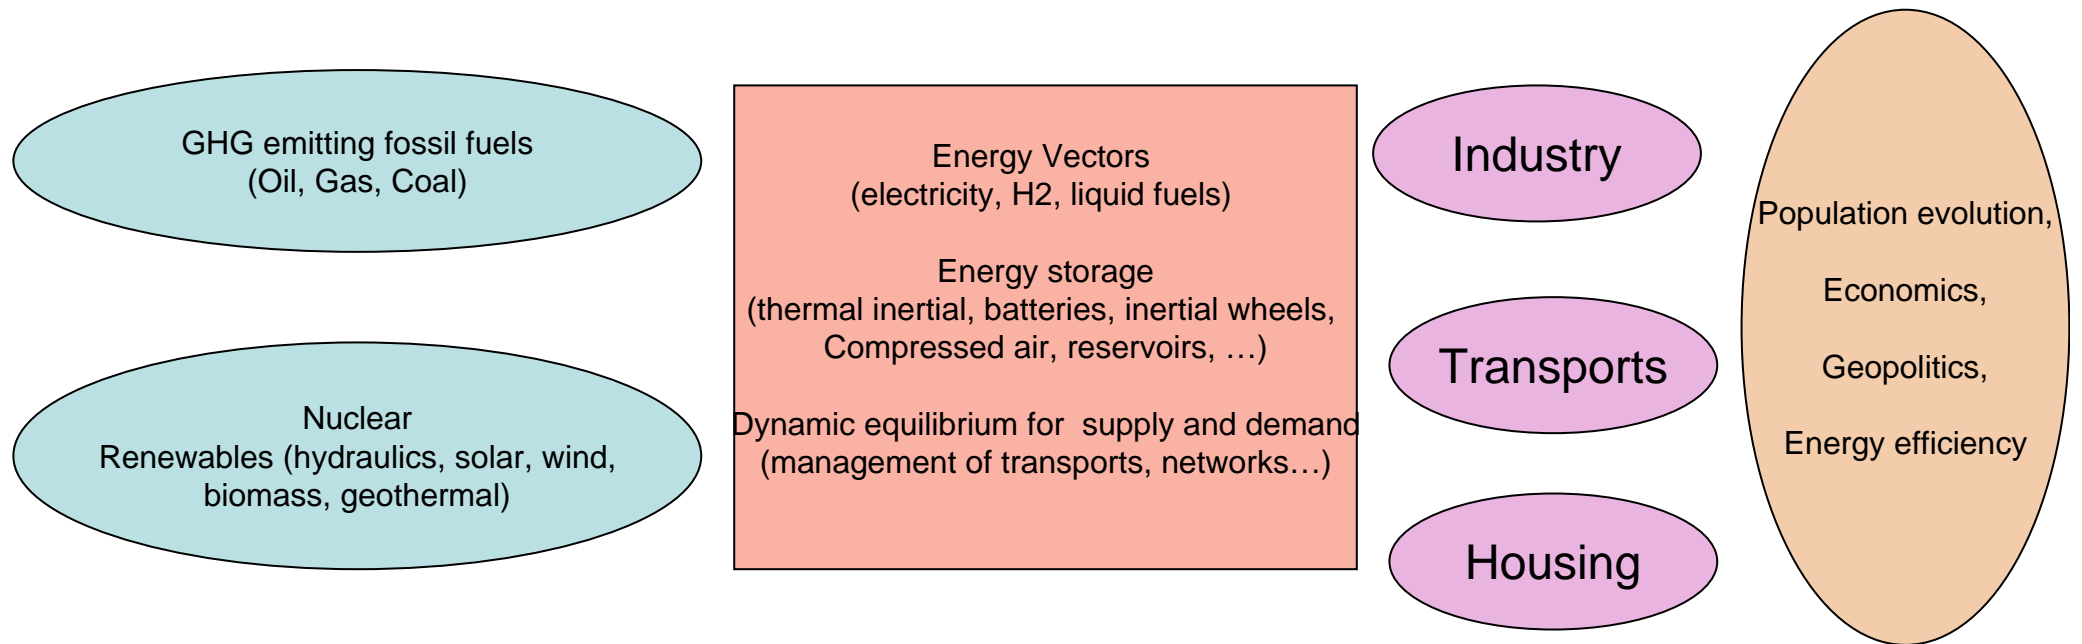 GHG emitting fossil fuels
(Oil, Gas, Coal)
Nuclear
Renewables (hydraulics, solar, wind,
biomass, geothermal)
Energy Vectors
(electricity, H2, liquid fuels)
Energy storage
(thermal inertial, batteries, inertial wheels,
Compressed air, reservoirs, …)
Dynamic equilibrium for  supply and demand
(management of transports, networks…)
Industry
Transports
Housing
Population evolution,
Economics,
Geopolitics,
Energy efficiency